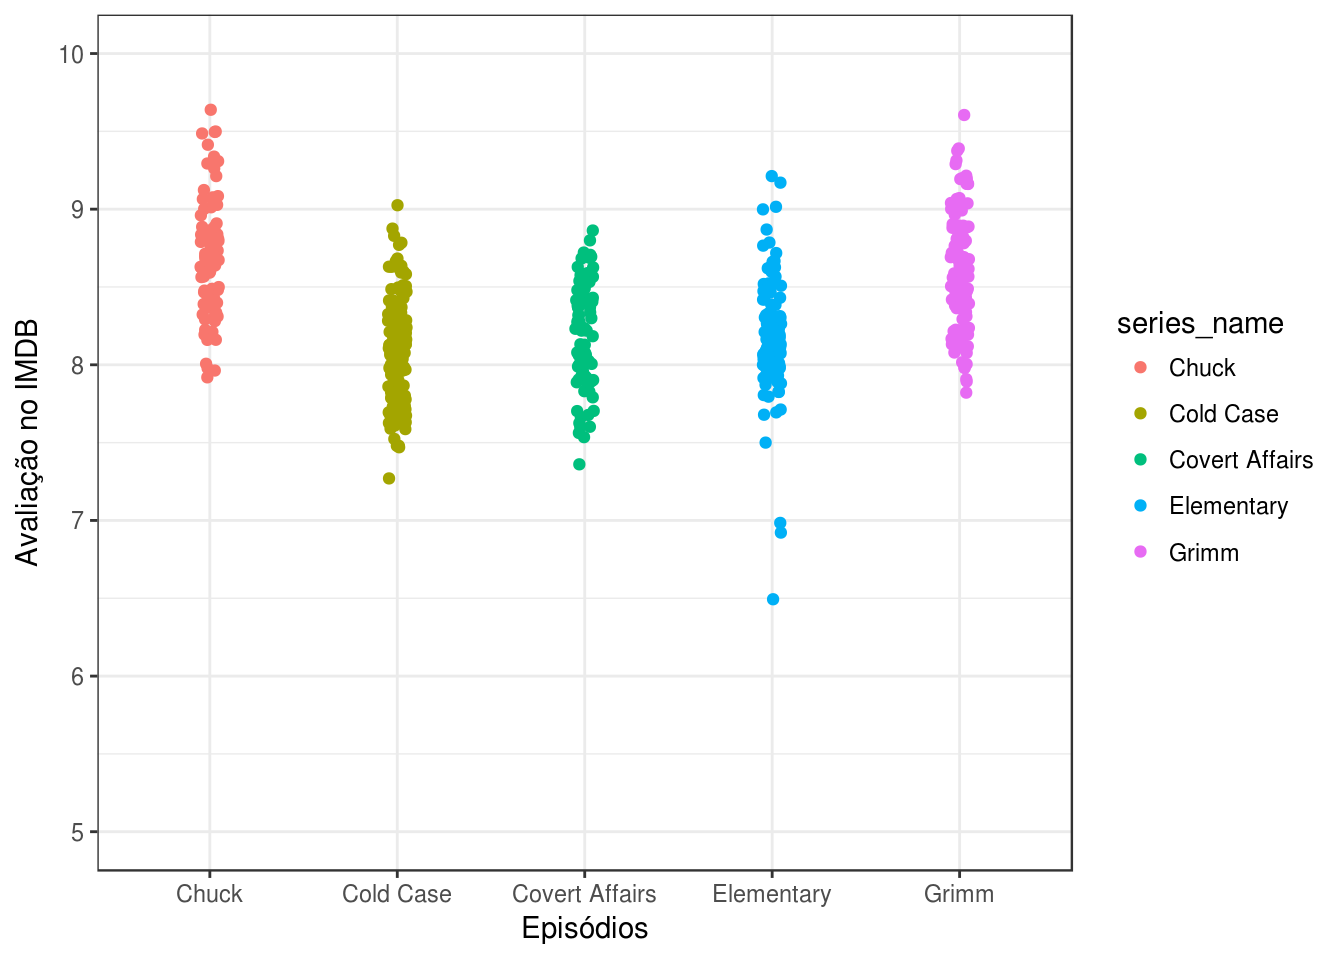 Avaliação no IMDB
10
9
8
7
6
5
Chuck
Cold Case
Covert Affairs
Elementary
Grimm
Episódios
series_name
Chuck
Cold Case
Covert Affairs
Elementary
Grimm